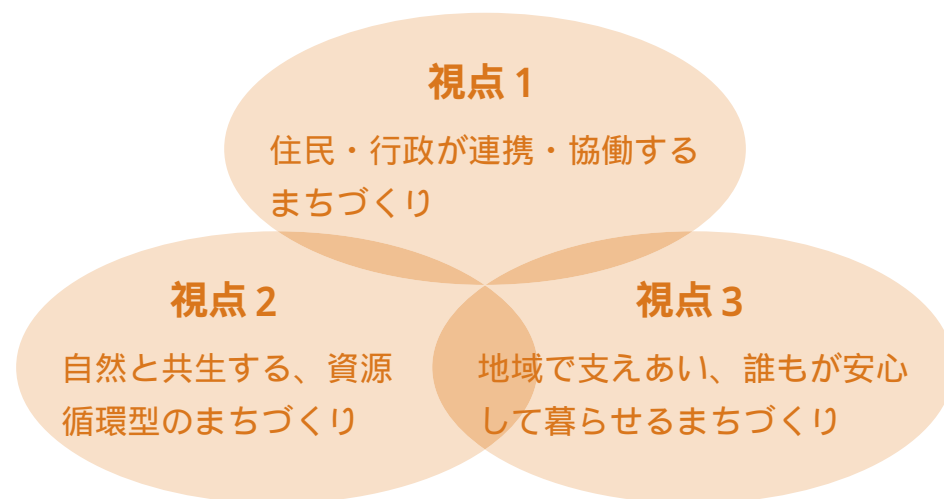 視点 1
住民・行政が連携・協働する
まちづくり
視点 2
自然と共生する、資源
循環型のまちづくり
視点 3
地域で支えあい、誰もが安心
して暮らせるまちづくり